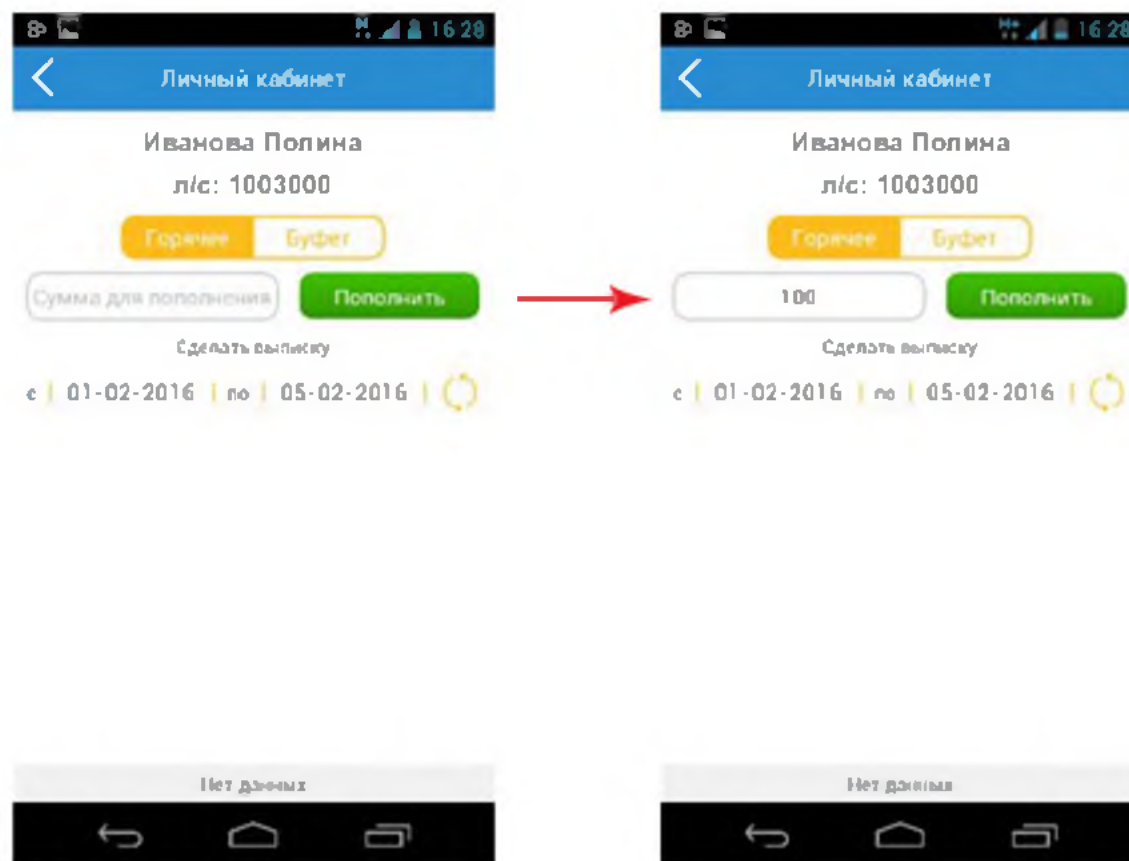 16:28
Личный кабинет
Иванова Полина
л/с: 1003000
Горячее Буфет
Сумма для пополнения Пополнить
Сделать выписку
с | 01-02-2016 | по | 05-02-2016 |
Нет данных
16:28
Личный кабинет
Иванова Полина
л/с: 1003000
Горячее Буфет
100 Пополнить
Сделать выписку
с | 01-02-2016 | по | 05-02-2016 |
Нет данных